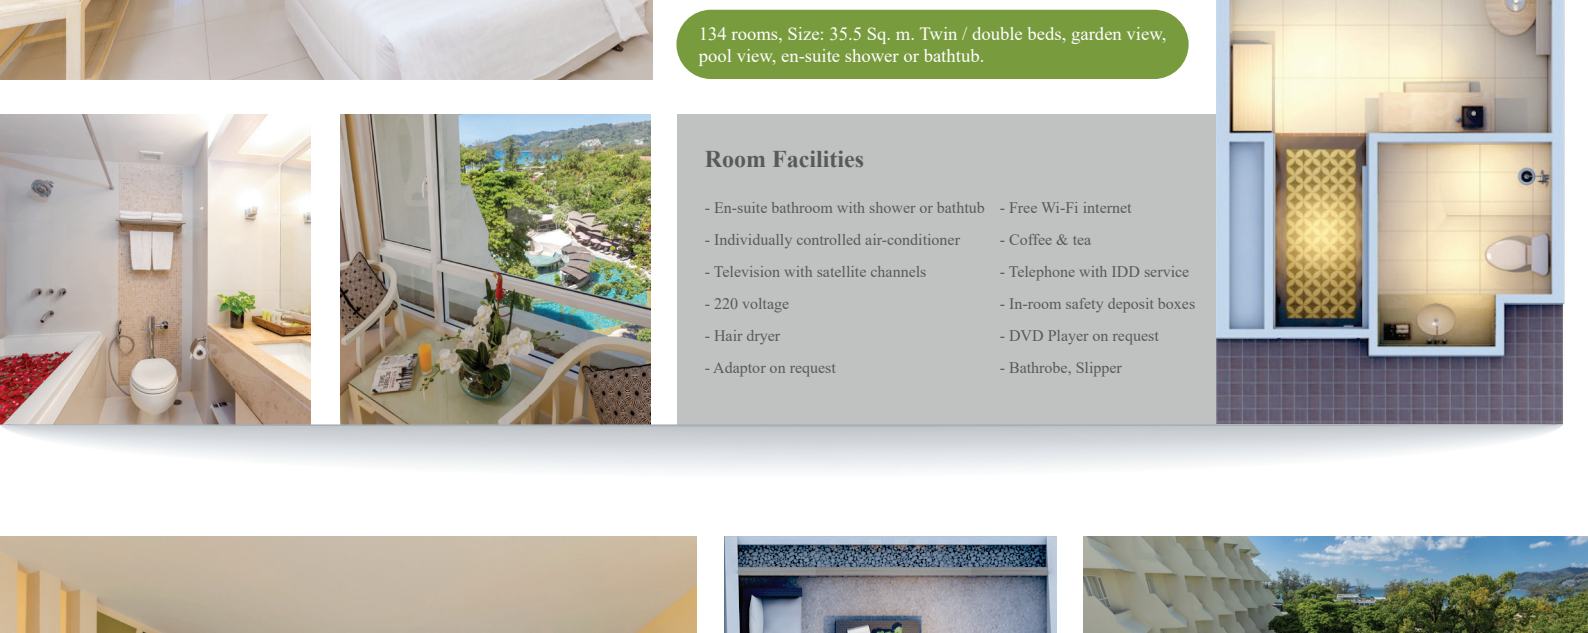 134 rooms, Size: 35.5 Sq. m. Twin / double beds, garden view,
pool view, en-suite shower or bathtub.
Room Facilities
- En-suite bathroom with shower or bathtub
- Individually controlled air-conditioner
- Television with satellite channels
- 220 voltage
- Hair dryer
- Adaptor on request
- Free Wi-Fi internet
- Coffee & tea
- Telephone with IDD service
- In-room safety deposit boxes
- DVD Player on request
- Bathrobe, Slipper